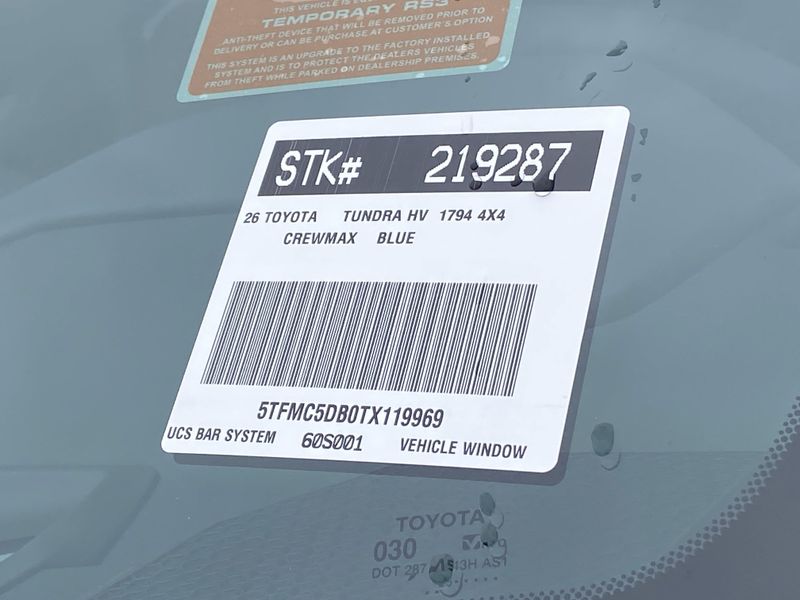 THIS VEHICLE IS
TEMPORARY RS3
ANTI-THEFT DEVICE THAT WILL BE REMOVED PRIOR TO
DELIVERY OR CAN BE PURCHASE AT CUSTOMER'S OPTION
THIS SYSTEM IS AN UPGRADE TO THE FACTORY INSTALLED
SYSTEM AND IS TO PROTECT THE DEALERS VEHICLES
FROM THEFT WHILE PARKED ON DEALERSHIP PREMISES.
STK# 219287
26 TOYOTA TUNDRA HV 1794 4X4
CREWMAX BLUE
5TFMC5DB0TX119969
UCS BAR SYSTEM 60S001 VEHICLE WINDOW
TOYOTA
030
DOT 287 AS1